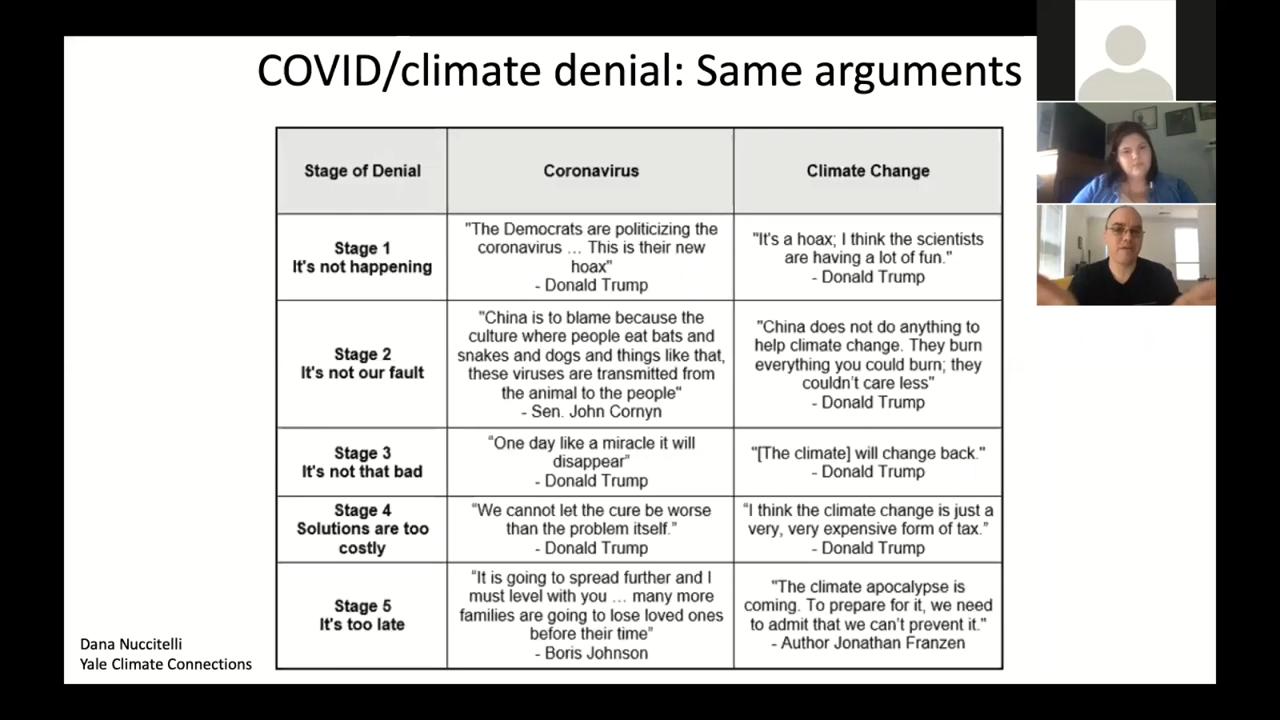 COVID/climate denial: Same arguments
Stage of Denial
Coronavirus
Climate Change
Stage 1
It's not happening
"The Democrats are politicizing the
coronavirus … This is their new
hoax"
- Donald Trump
"It's a hoax; I think the scientists
are having a lot of fun."
- Donald Trump
Stage 2
It's not our fault
"China is to blame because the
culture where people eat bats and
snakes and dogs and things like that,
these viruses are transmitted from
the animal to the people"
- Sen. John Cornyn
"China does not do anything to
help climate change. They burn
everything you could burn; they
couldn't care less"
- Donald Trump
Stage 3
It's not that bad
“One day like a miracle it will
disappear”
- Donald Trump
"[The climate] will change back."
- Donald Trump
Stage 4
Solutions are too
costly
“We cannot let the cure be worse
than the problem itself.”
- Donald Trump
“I think the climate change is just a
very, very expensive form of tax.”
- Donald Trump
Stage 5
It's too late
“It is going to spread further and I
must level with you … many more
families are going to lose loved ones
before their time”
- Boris Johnson
"The climate apocalypse is
coming. To prepare for it, we need
to admit that we can't prevent it."
- Author Jonathan Franzen
Dana Nuccitelli
Yale Climate Connections